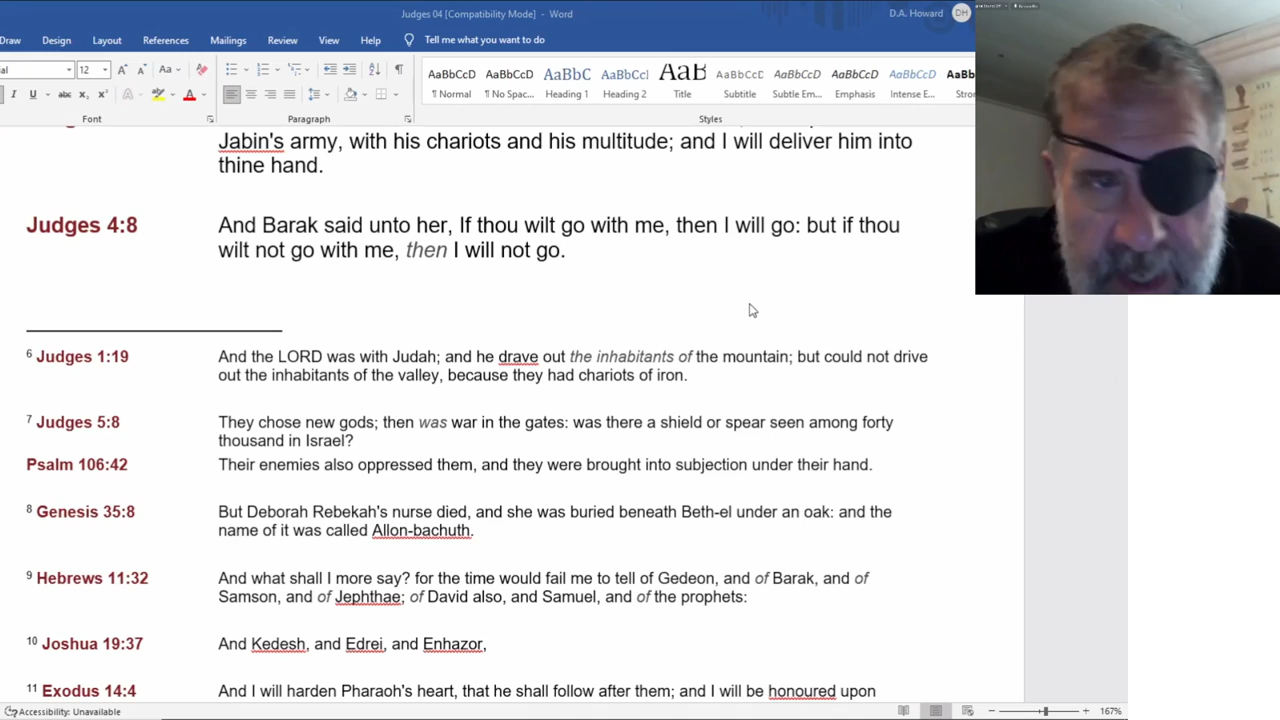 Judges 04 [Compatibility Mode] - Word
D.A. Howard
DH
Draw Design Layout References Mailings Review View Help Tell me what you want to do
12 Aa
AaBbCcD AaBbCcD AaBbC AaBbCcI AaB AaBbCcD AaBbCcD AaBbCcD AaBbCcD
¶ Normal ¶ No Spac... Heading 1 Heading 2 Title Subtitle Subtle Em... Emphasis Intense E...
Font Paragraph Styles
Jabin's army, with his chariots and his multitude; and I will deliver him into
thine hand.
Judges 4:8 And Barak said unto her, If thou wilt go with me, then I will go: but if thou
wilt not go with me, then I will not go.
6 Judges 1:19 And the LORD was with Judah; and he drave out the inhabitants of the mountain; but could not drive
out the inhabitants of the valley, because they had chariots of iron.
7 Judges 5:8 They chose new gods; then was war in the gates: was there a shield or spear seen among forty
thousand in Israel?
Psalm 106:42 Their enemies also oppressed them, and they were brought into subjection under their hand.
8 Genesis 35:8 But Deborah Rebekah's nurse died, and she was buried beneath Beth-el under an oak: and the
name of it was called Allon-bachuth.
9 Hebrews 11:32 And what shall I more say? for the time would fail me to tell of Gedeon, and of Barak, and of
Samson, and of Jephthae; of David also, and Samuel, and of the prophets:
10 Joshua 19:37 And Kedesh, and Edrei, and Enhazor,
11 Exodus 14:4 And I will harden Pharaoh's heart, that he shall follow after them; and I will be honoured upon
Accessibility: Unavailable
167%